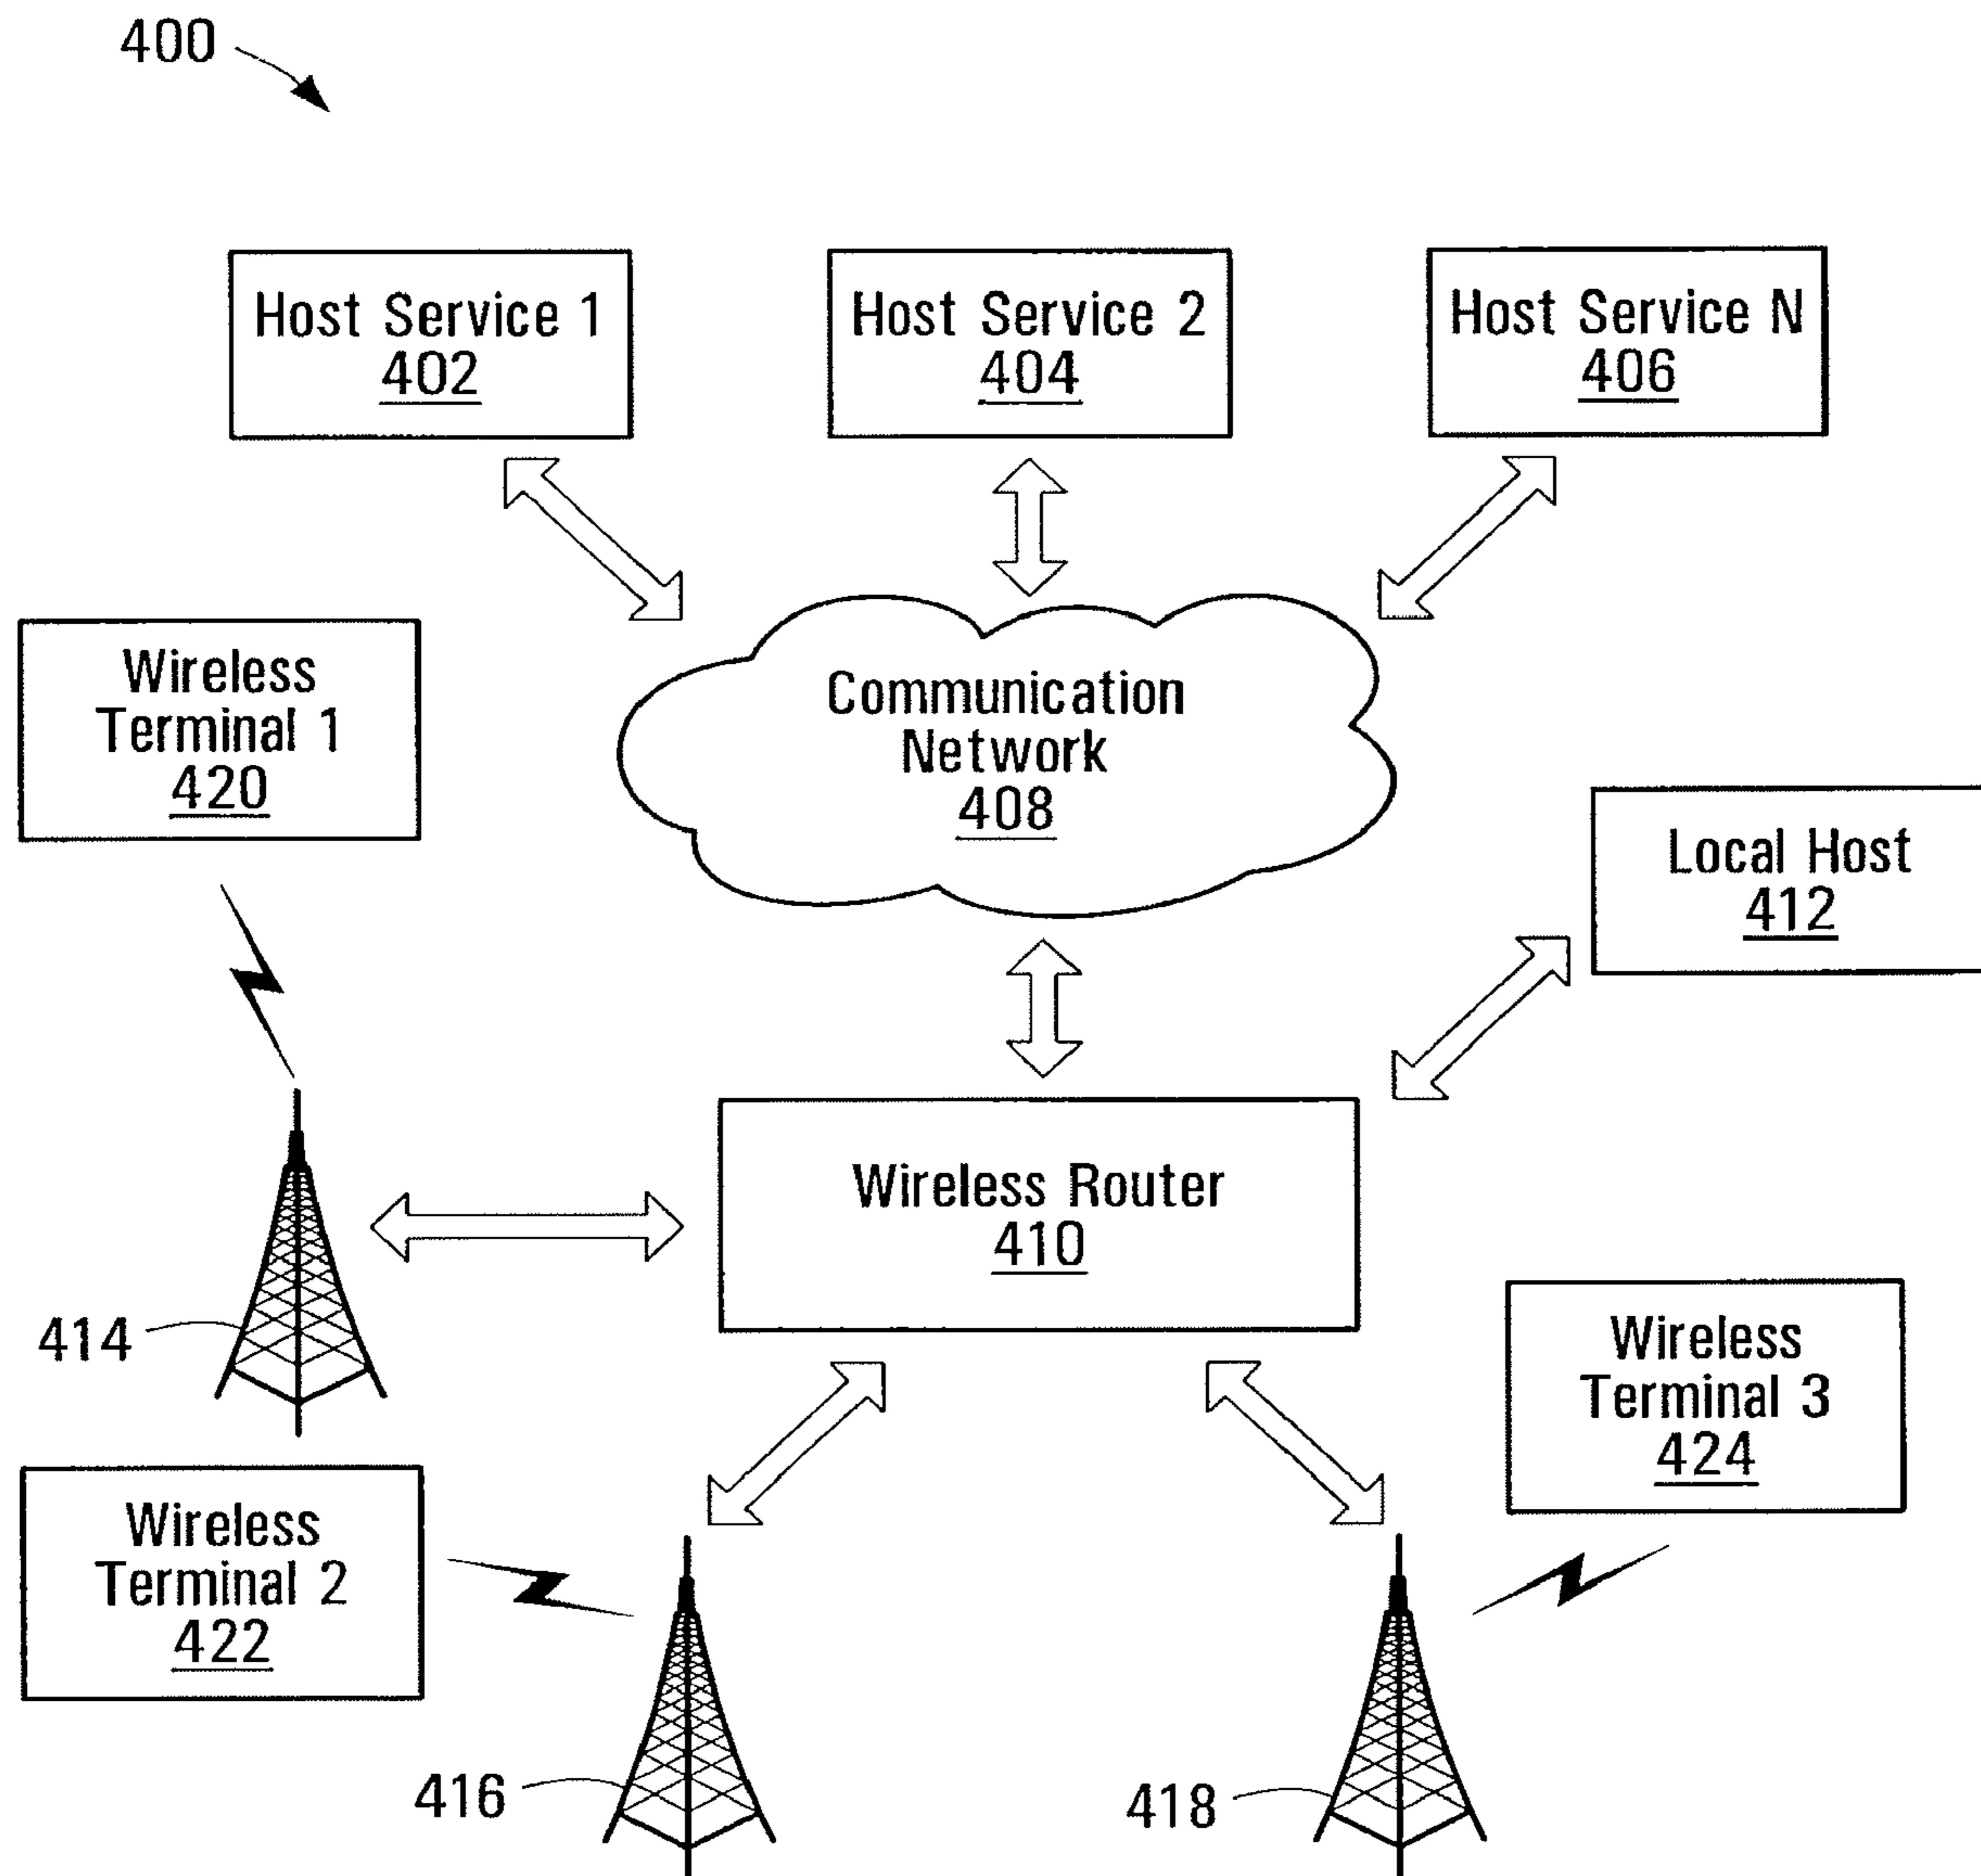 400
Host Service 1
402
Host Service 2
404
Host Service N
406
Wireless
Terminal 1
420
Communication
Network
408
Local Host
412
Wireless Router
410
414
Wireless
Terminal 3
424
Wireless
Terminal 2
422
416
418